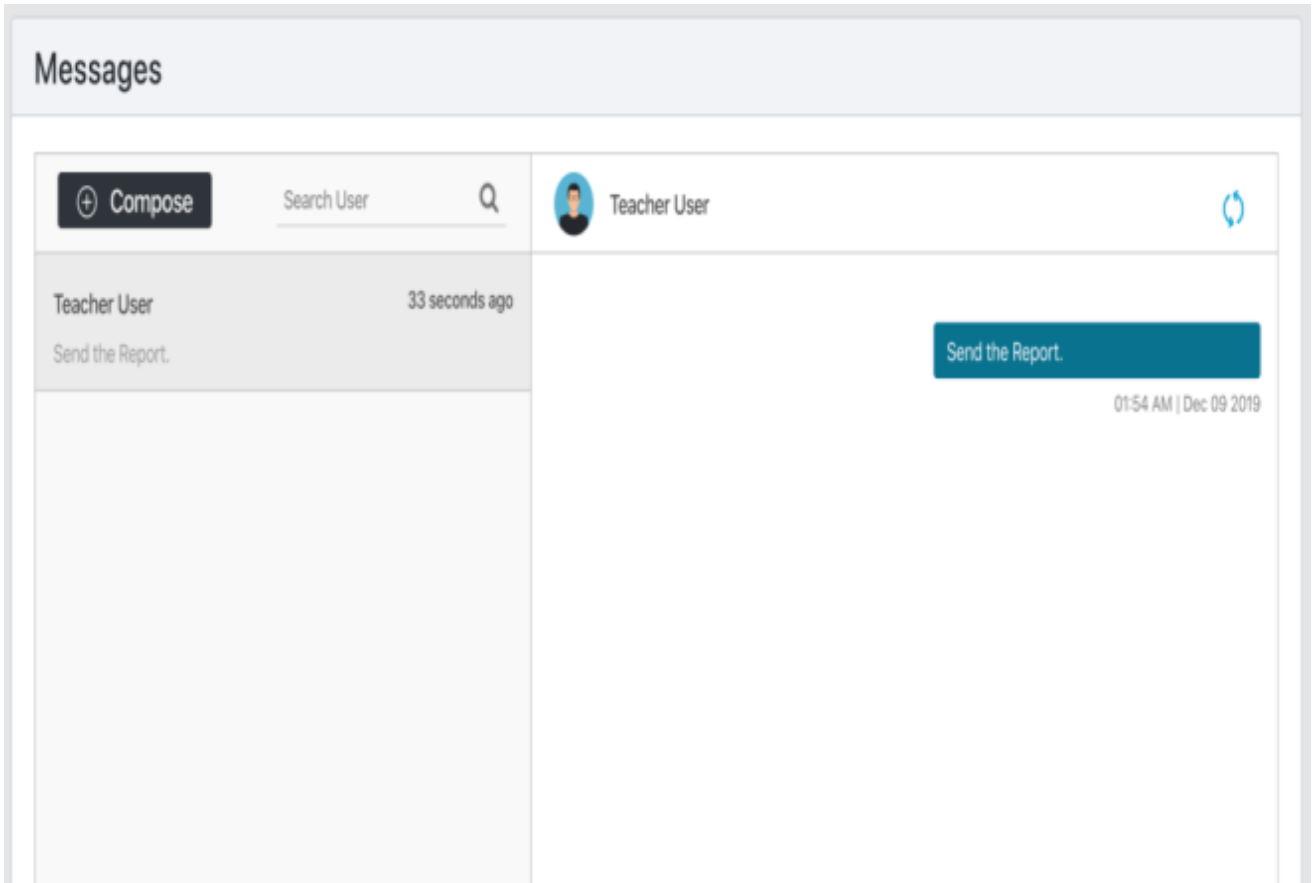 Messages
Compose
Search User
Teacher User
33 seconds ago
Send the Report.
Teacher User
Send the Report.
01:54 AM | Dec 09 2019